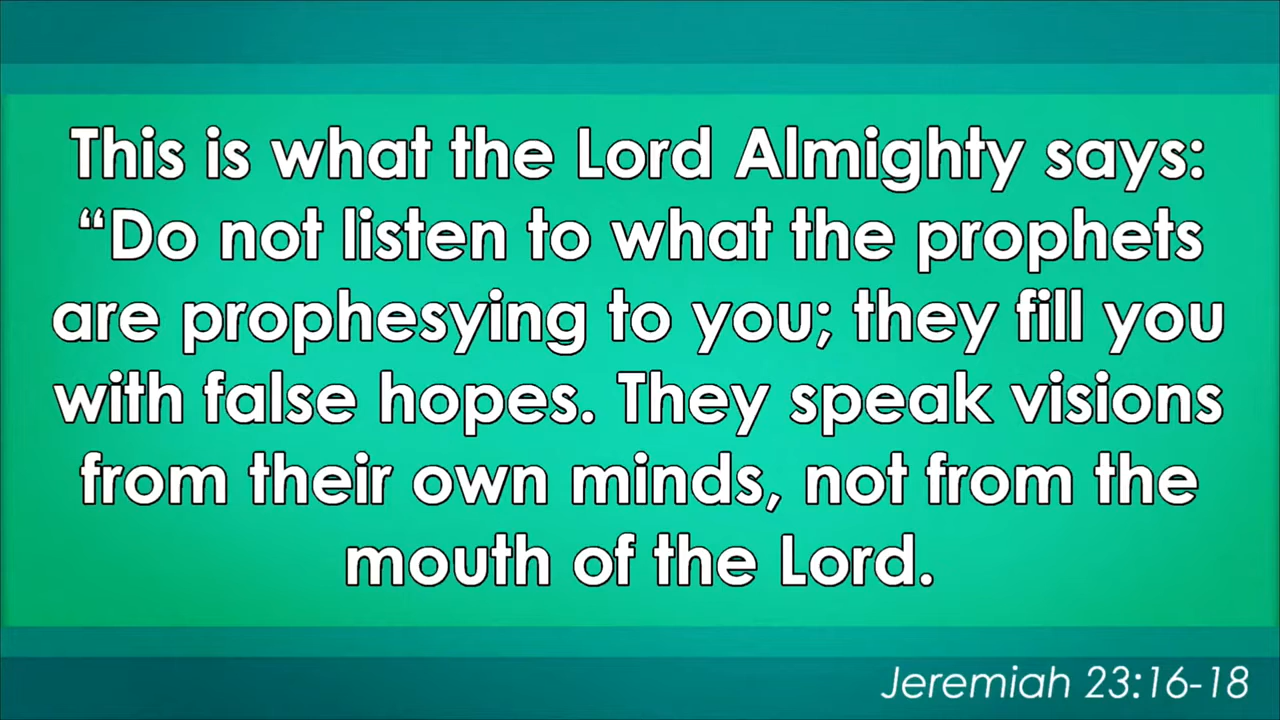 This is what the Lord Almighty says:
“Do not listen to what the prophets
are prophesying to you; they fill you
with false hopes. They speak visions
from their own minds, not from the
mouth of the Lord.
Jeremiah 23:16-18